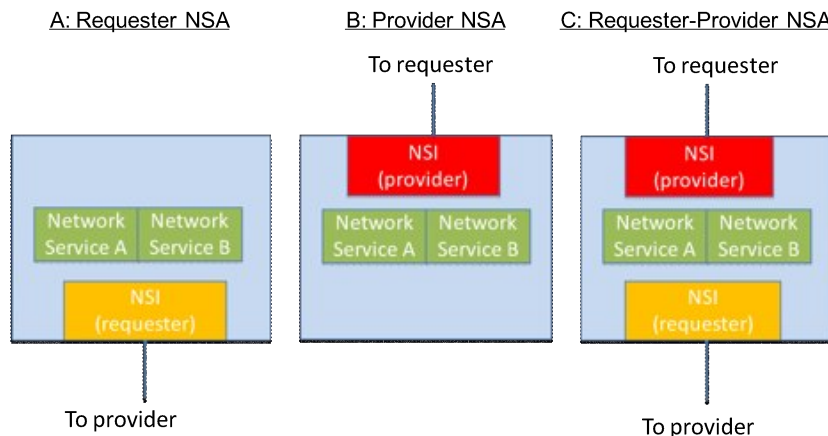 A: Requester NSA
B: Provider NSA
C: Requester-Provider NSA
To requester
To requester
NSI
(provider)
NSI
(provider)
Network
Service A
Network
Service B
Network
Service A
Network
Service B
Network
Service A
Network
Service B
NSI
(requester)
NSI
(requester)
To provider
To provider